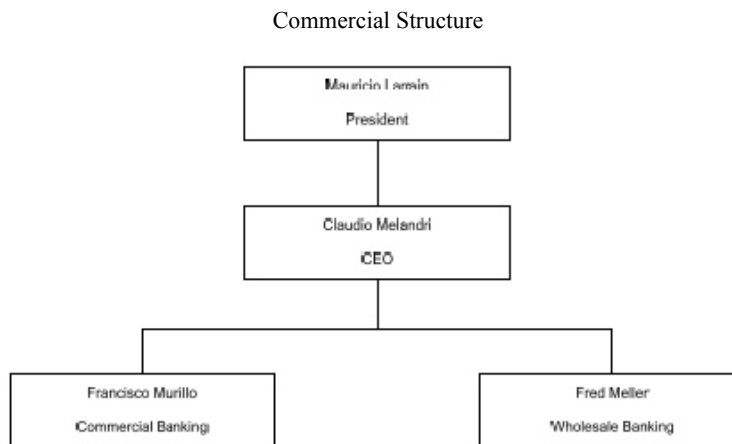 Commercial Structure
Mauricio Larrain
President
Claudio Melandri
CEO
Francisco Murillo
Commercial Banking
Fred Meller
Wholesale Banking